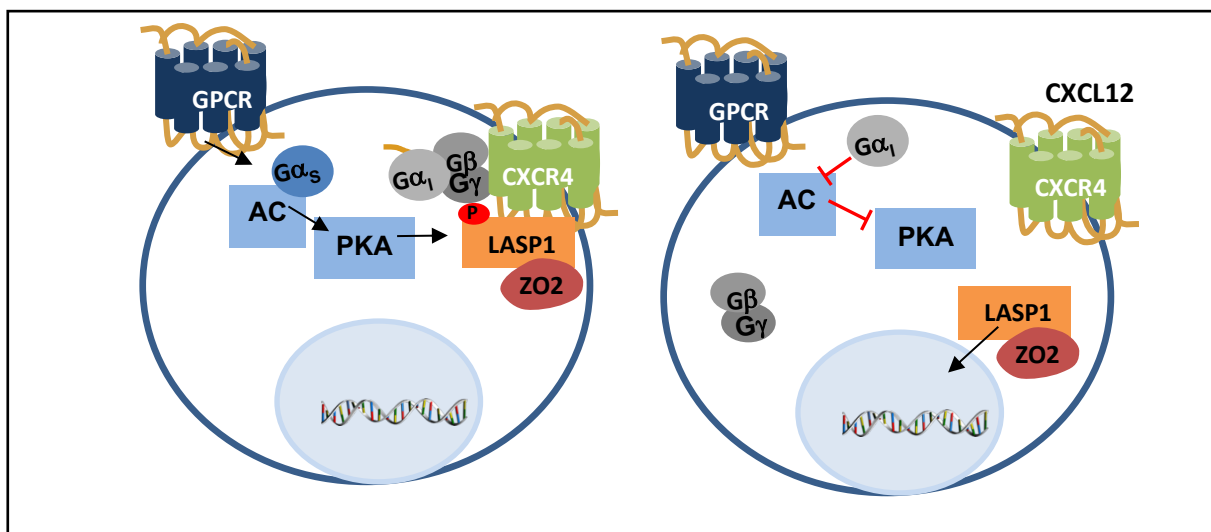 GPCR
GαS
AC
PKA
GαI
Gβ
Gγ
CXCR4
P
LASP1
ZO2
GPCR
CXCL12
GαI
CXCR4
AC
PKA
Gβ
Gγ
LASP1
ZO2